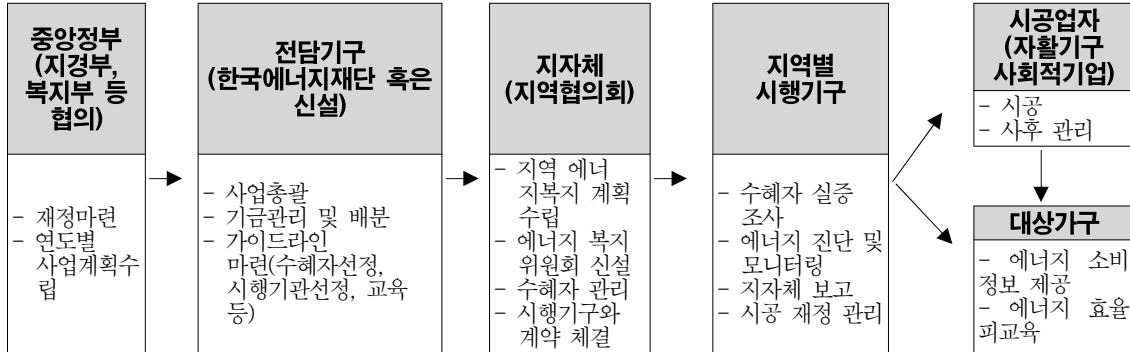 중앙정부
(지경부,
복지부 등
협의)
- 재정마련
- 연도별
사업계획수
립
전담기구
(한국에너지재단 혹은
신설)
- 사업총괄
- 기금관리 및 배분
- 가이드라인
마련(수혜자선정,
시행기관선정, 교육
등)
지자체
(지역협의회)
- 지역 에너
지복지 계획
수립
- 에너지 복지
위원회 신설
- 수혜자 관리
- 시행기구와
계약 체결
지역별
시행기구
- 수혜자 실증
조사
- 에너지 진단 및
모니터링
- 지자체 보고
- 시공 재정 관리
시공업자
(자활기구
사회적기업)
- 시공
- 사후 관리
대상가구
- 에너지 소비
정보 제공
- 에너지 효율
피교육